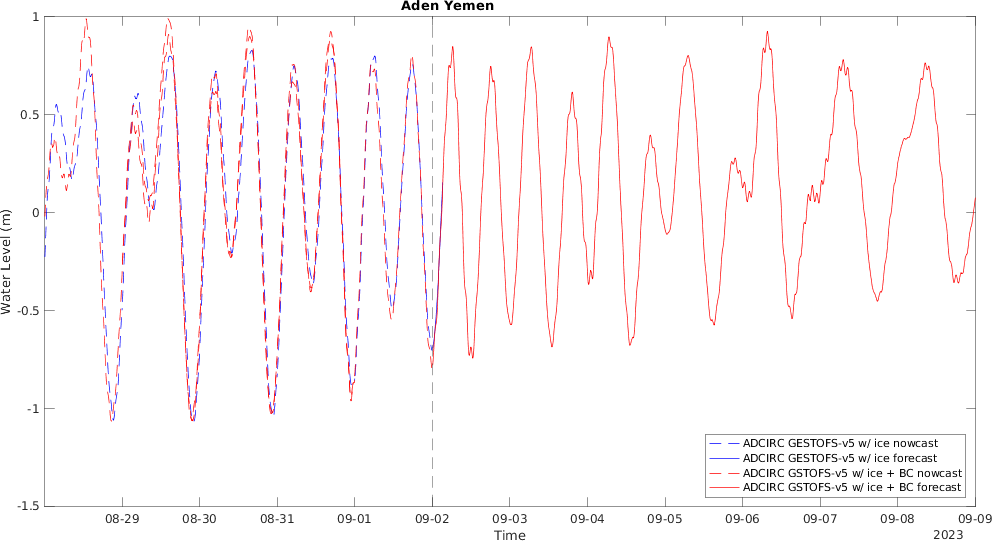 Aden Yemen
1
0.5
0
-0.5
-1
-1.5
Water Level (m)
ADCIRC GESTOFS-v5 w/ ice nowcast
ADCIRC GESTOFS-v5 w/ ice forecast
ADCIRC GSTOFS-v5 w/ ice + BC nowcast
ADCIRC GSTOFS-v5 w/ ice + BC forecast
08-29 08-30 08-31 09-01 09-02 09-03 09-04 09-05 09-06 09-07 09-08 09-09
Time
2023